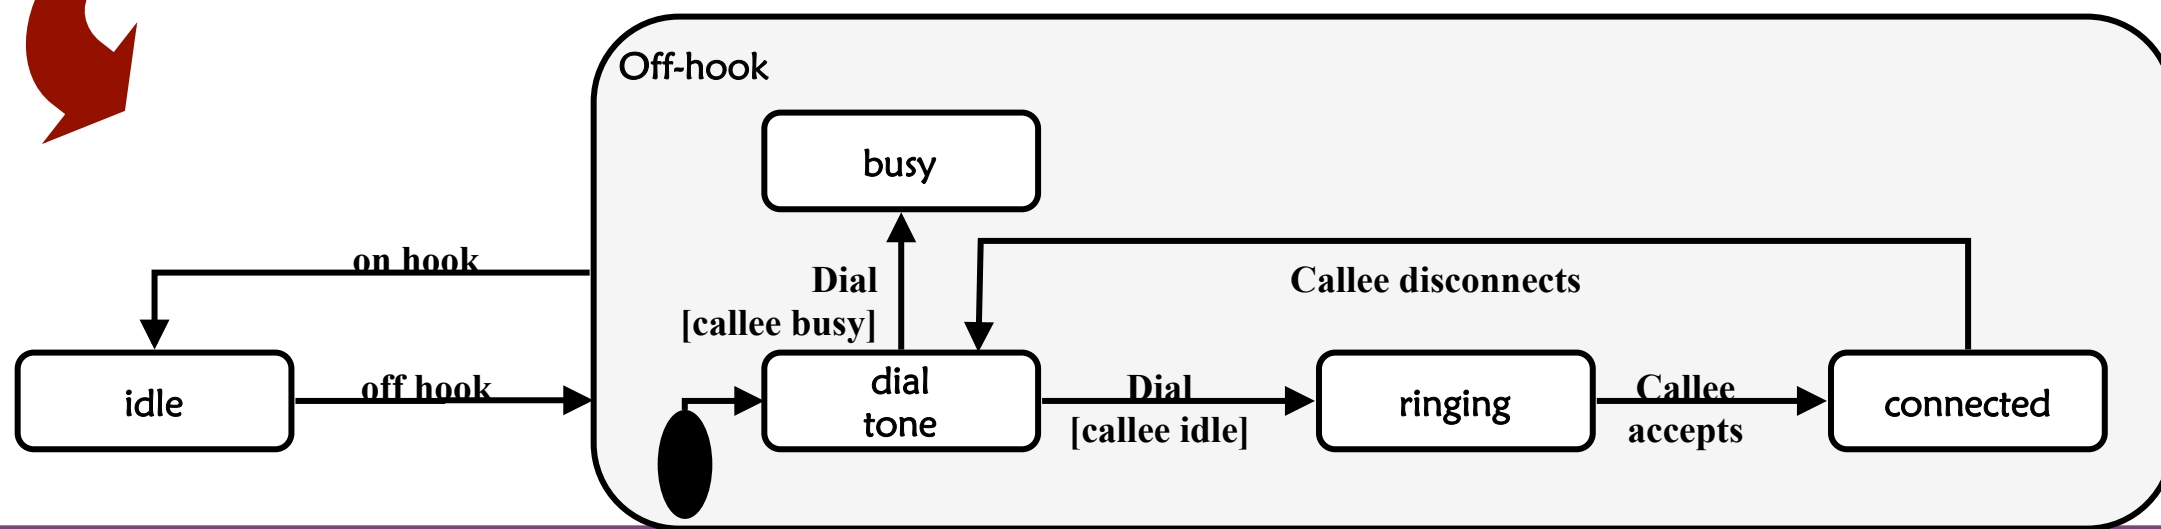 Off-hook
busy
on hook
Dial
[callee busy]
Callee disconnects
idle
off hook
dial
tone
Dial
[callee idle]
ringing
Callee
accepts
connected